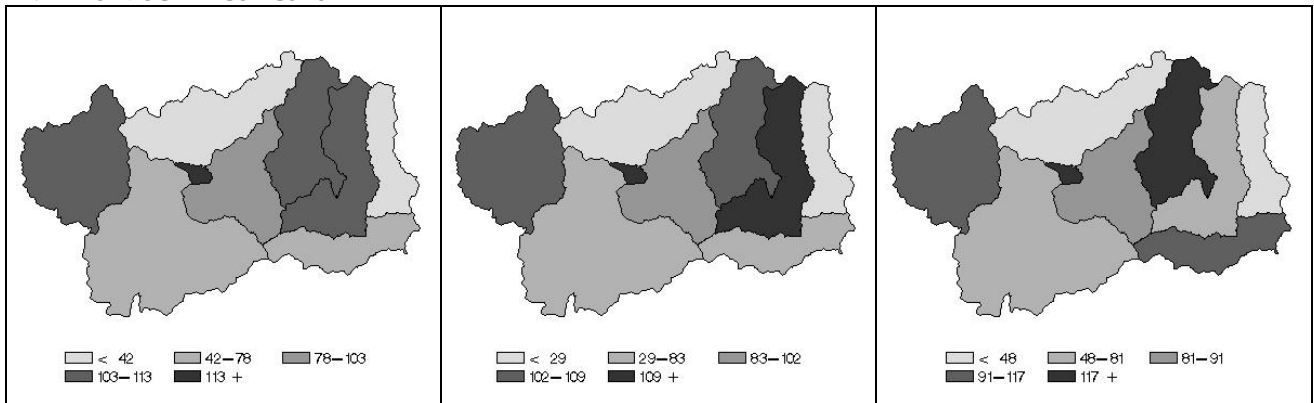 < 42 42–78 78–103
103–113 113 +
< 29 29–83 83–102
102–109 109 +
< 48 48–81 81–91
91–117 117 +